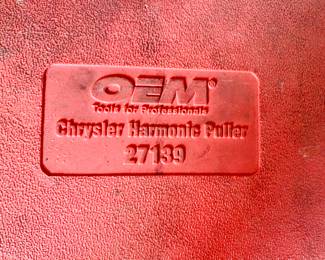 OEM®
Tools for Professionals
Chrysler Harmonic Puller
27139